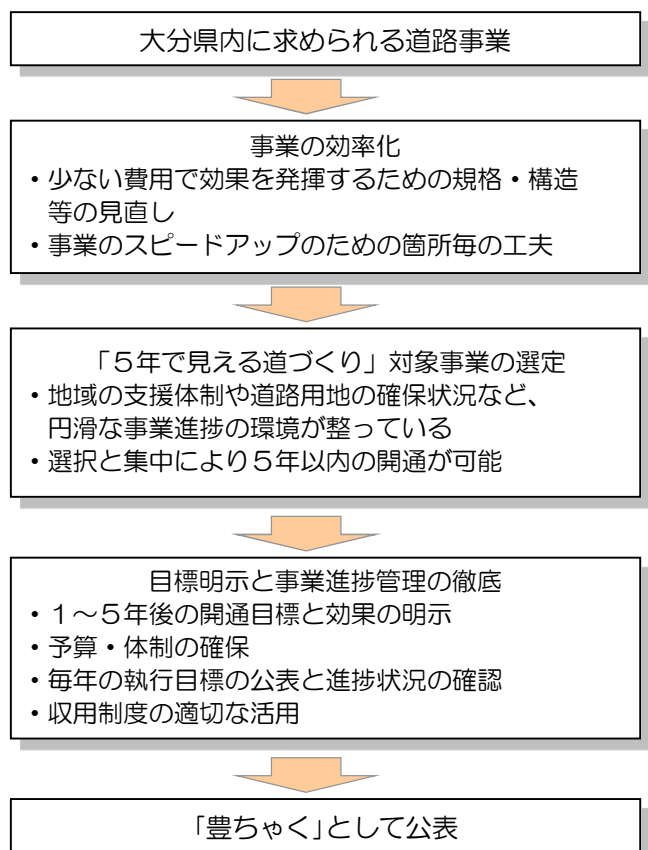 大分県内に求められる道路事業
事業の効率化
・少ない費用で効果を発揮するための規格・構造
等の見直し
・事業のスピードアップのための箇所毎の工夫
「５年で見える道づくり」対象事業の選定
・地域の支援体制や道路用地の確保状況など、
円滑な事業進捗の環境が整っている
・選択と集中により５年以内の開通が可能
目標明示と事業進捗管理の徹底
・１～５年後の開通目標と効果の明示
・予算・体制の確保
・毎年の執行目標の公表と進捗状況の確認
・収用制度の適切な活用
「豊ちゃく」として公表